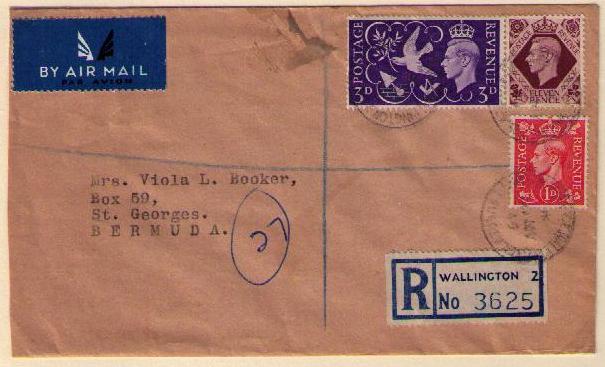 BY AIR MAIL
PAR AVION
POSTAGE REVENUE
3D 3D
ELEVEN PENCE
POSTAGE REVENUE
1D
Mrs. Viola L. Booker,
Box 59,
St. Georges.
BERMUDA.
R WALLINGTON 2
No 3625